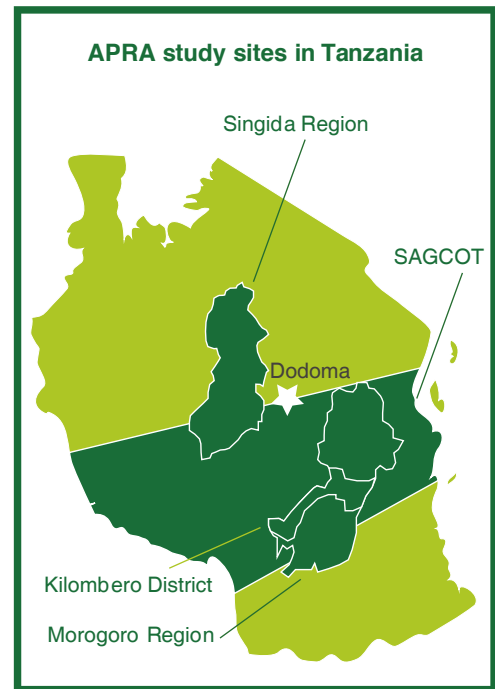 APRA study sites in Tanzania
Singida Region
SAGCOT
Dodoma
Kilombero District
Morogoro Region